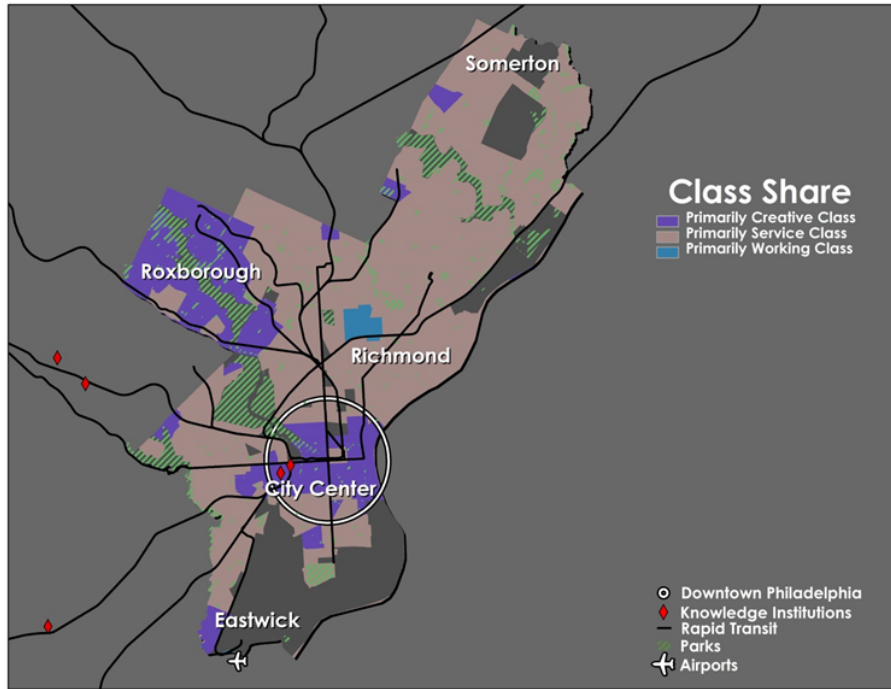 Somerton
Class Share
Primarily Creative Class
Primarily Service Class
Primarily Working Class
Roxborough
Richmond
City Center
Eastwick
Downtown Philadelphia
Knowledge Institutions
Rapid Transit
Parks
Airports